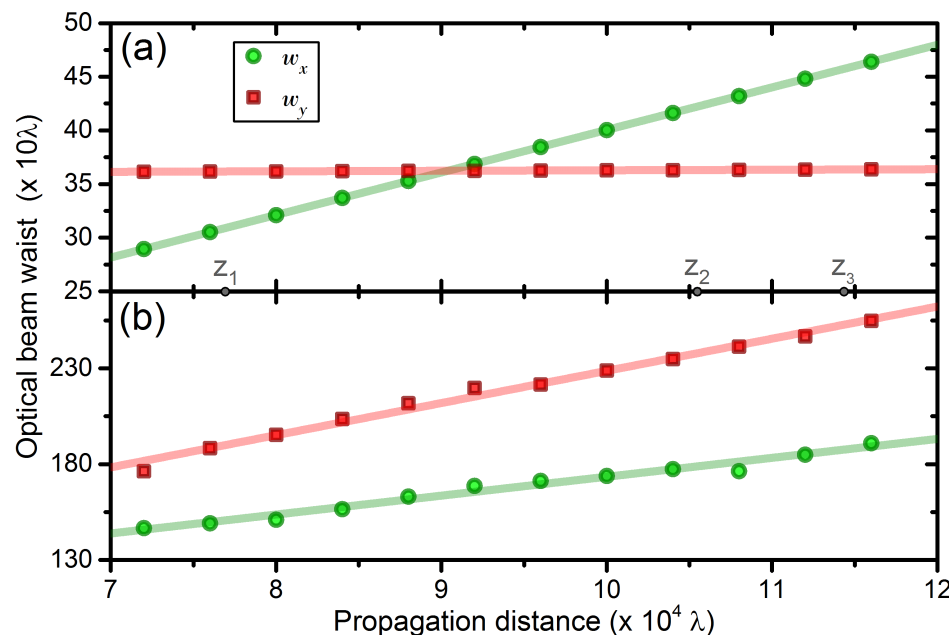 (a)
w_x
w_y
50
45
40
35
30
25
Optical beam waist (x 10λ)
z_1
z_2
z_3
(b)
230
180
130
7
8
9
10
11
12
Propagation distance (x 10^4 λ)